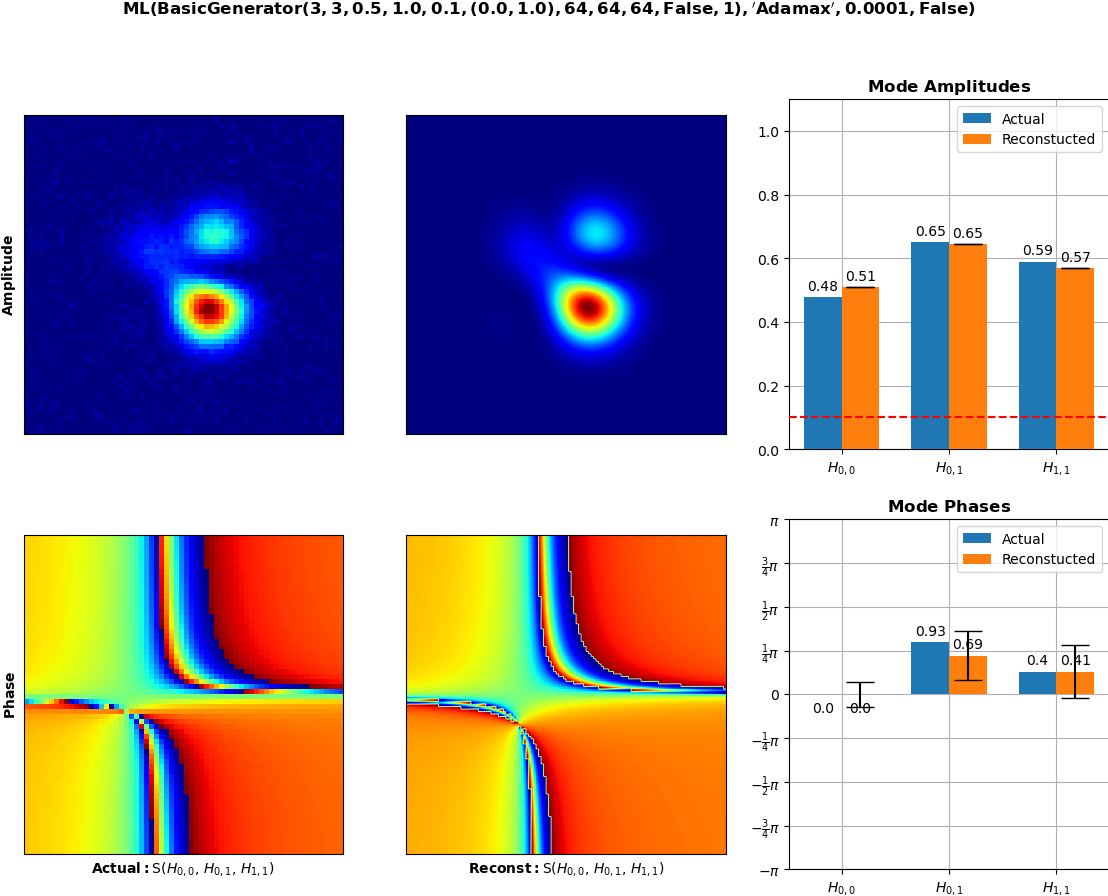 ML(BasicGenerator(3, 3, 0.5, 1.0, 0.1, (0.0, 1.0), 64, 64, 64, False, 1), ′Adamax′, 0.0001, False)
Amplitude
Mode Amplitudes
Actual
Reconstucted
1.0
0.8
0.6
0.4
0.2
0.0
0.48 0.51
0.65 0.65
0.59 0.57
H0,0 H0,1 H1,1
Phase
Actual: S(H0,0, H0,1, H1,1)
Reconst: S(H0,0, H0,1, H1,1)
Mode Phases
Actual
Reconstucted
π
3/4π
1/2π
1/4π
0
−1/4π
−1/2π
−3/4π
−π
0.0 0.0
0.93 0.69
0.4 0.41
H0,0 H0,1 H1,1